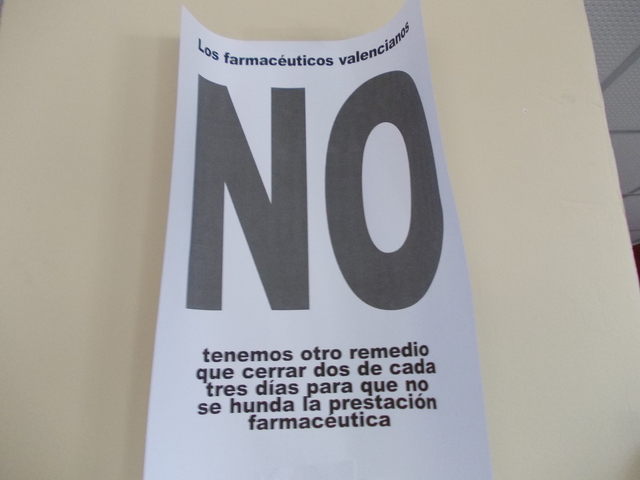 Los farmacéuticos valencianos
NO
tenemos otro remedio
que cerrar dos de cada
tres días para que no
se hunda la prestación
farmacéutica